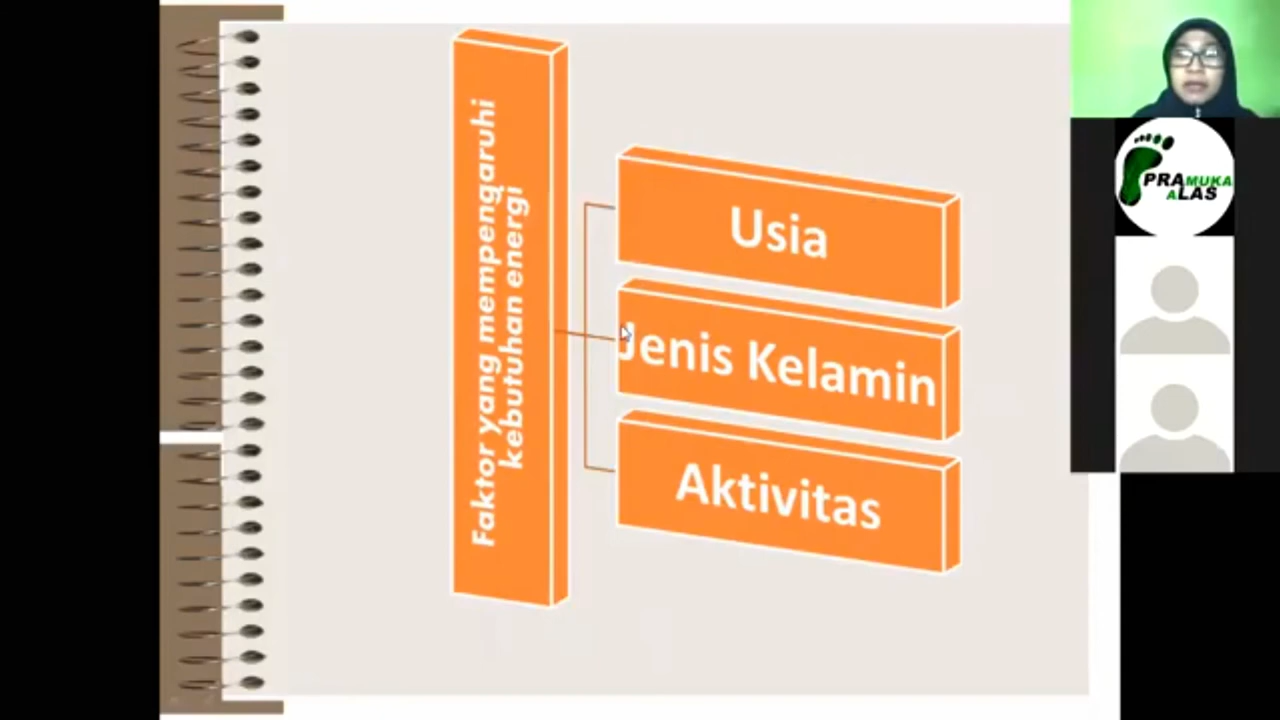 Faktor yang mempengaruhi
kebutuhan energi
Usia
Jenis Kelamin
Aktivitas
PRAMUKA
ALAS